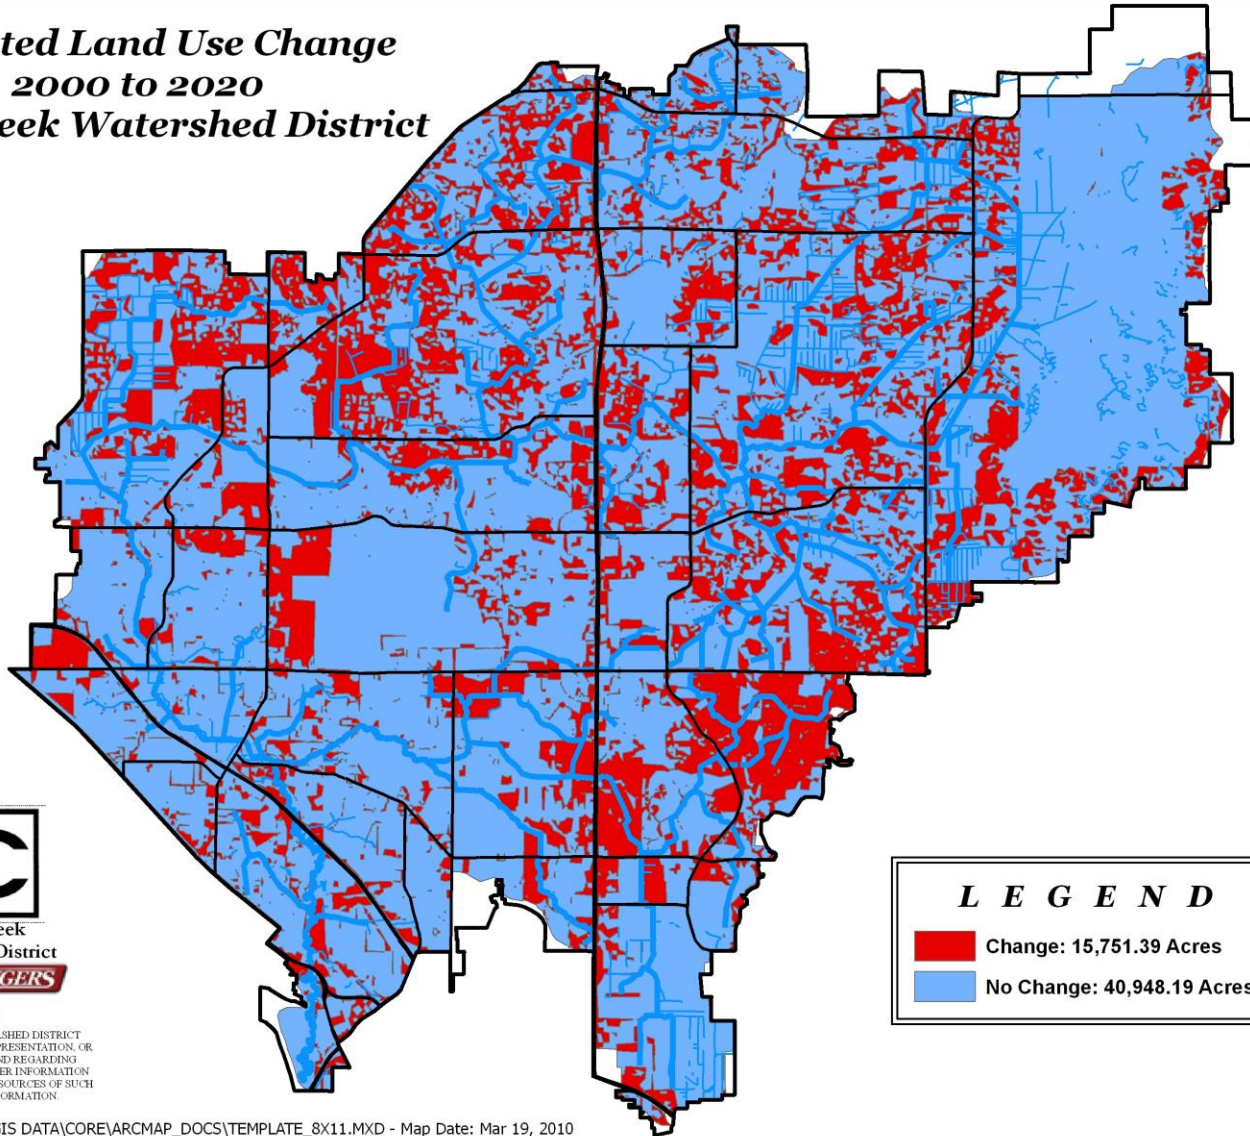 ted Land Use Change
2000 to 2020
eek Watershed District
C
eek
District
GERS
SHED DISTRICT
PRESENTATION, OR
ND REGARDING
ER INFORMATION
SOURCES OF SUCH
ORMATION.
LEGEND
Change: 15,751.39 Acres
No Change: 40,948.19 Acres
GIS DATA\CORE\ARCMAP_DOCS\TEMPLATE_8X11.MXD - Map Date: Mar 19, 2010